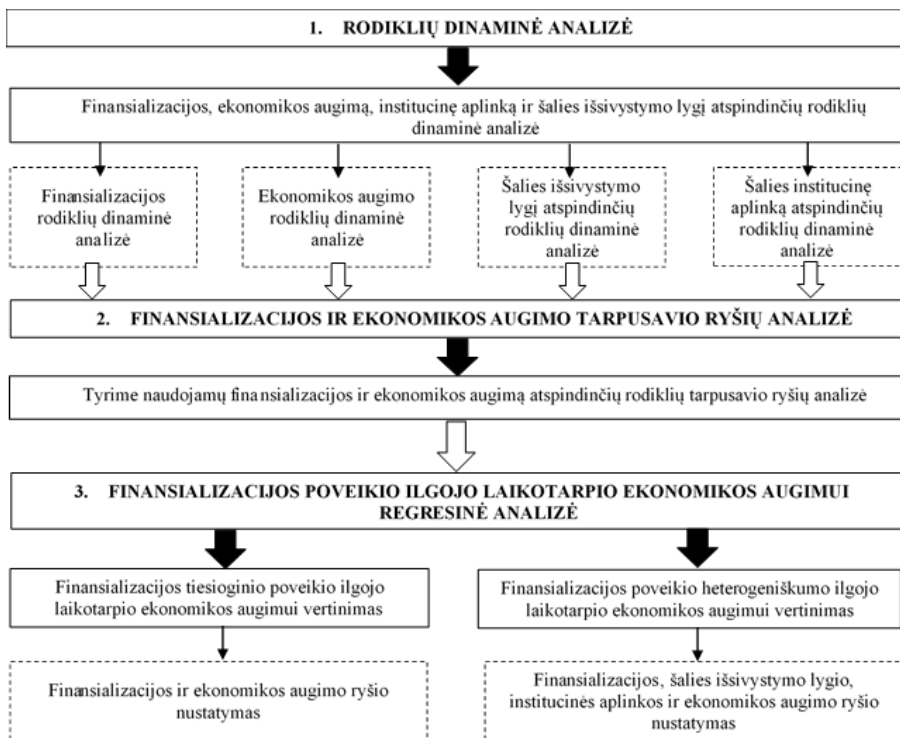 1. RODIKLIŲ DINAMINĖ ANALIZĖ
Finansializacijos, ekonomikos augimą, institucinę aplinką ir šalies išsivystymo lygį atspindinčių rodiklių
dinaminė analizė
Finansializacijos
rodiklių dinaminė
analizė
Ekonomikos augimo
rodiklių dinaminė
analizė
Šalies išsivystymo
lygį atspindinčių
rodiklių dinaminė
analizė
Šalies institucinę
aplinką atspindinčių
rodiklių dinaminė
analizė
2. FINANSIALIZACIJOS IR EKONOMIKOS AUGIMO TARPUSAVIO RYŠIŲ ANALIZĖ
Tyrime naudojamų finansializacijos ir ekonomikos augimą atspindinčių rodiklių tarpusavio ryšių analizė
3. FINANSIALIZACIJOS POVEIKIO ILGOJO LAIKOTARPIO EKONOMIKOS AUGIMUI
REGRESINĖ ANALIZĖ
Finansializacijos tiesioginio poveikio ilgojo
laikotarpio ekonomikos augimui vertinimas
Finansializacijos poveikio heterogeniškumo ilgojo
laikotarpio ekonomikos augimui vertinimas
Finansializacijos ir ekonomikos augimo ryšio
nustatymas
Finansializacijos, šalies išsivystymo lygio,
institucinės aplinkos ir ekonomikos augimo ryšio
nustatymas